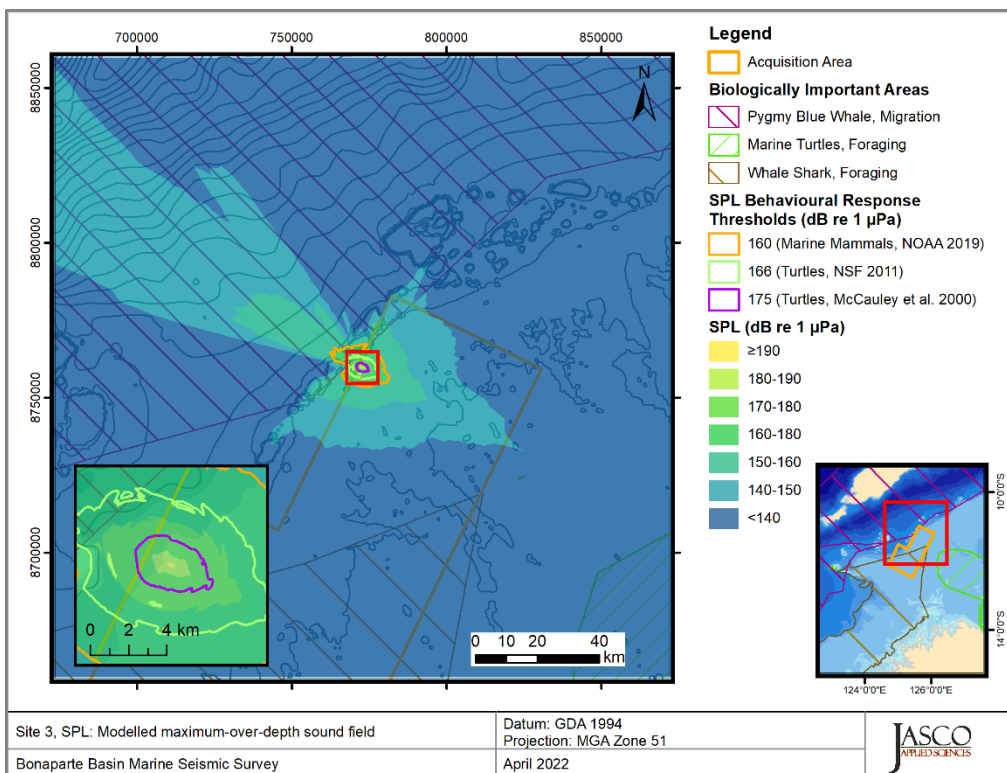 700000
750000
800000
850000
8850000
8800000
8750000
8700000
N
0 2 4 km
0 10 20 40
km
Legend
Acquisition Area
Biologically Important Areas
Pygmy Blue Whale, Migration
Marine Turtles, Foraging
Whale Shark, Foraging
SPL Behavioural Response
Thresholds (dB re 1 µPa)
160 (Marine Mammals, NOAA 2019)
166 (Turtles, NSF 2011)
175 (Turtles, McCauley et al. 2000)
SPL (dB re 1 µPa)
≥190
180-190
170-180
160-180
150-160
140-150
<140
10°0'0"S
14°0'0"S
124°0'0"E
126°0'0"E
Site 3, SPL: Modelled maximum-over-depth sound field
Datum: GDA 1994
Projection: MGA Zone 51
Bonaparte Basin Marine Seismic Survey
April 2022
JASCO
APPLIED SCIENCES